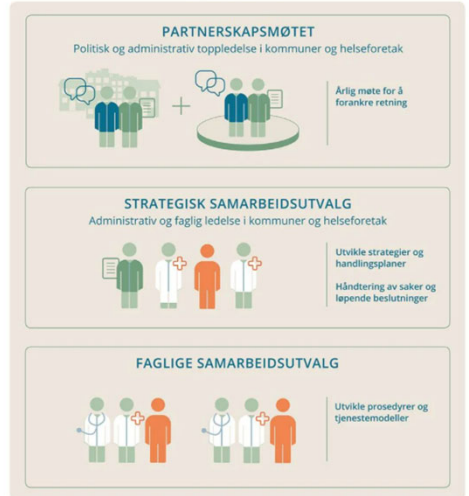 PARTNERSKAPSMØTET
Politisk og administrativ toppledelse i kommuner og helseforetak
Årlig møte for å
forankre retning
STRATEGISK SAMARBEIDSUTVALG
Administrativ og faglig ledelse i kommuner og helseforetak
Utvikle strategier og
handlingsplaner
Håndtering av saker og
løpende beslutninger
FAGLIGE SAMARBEIDSUTVALG
Utvikle prosedyrer og
tjenestemodeller